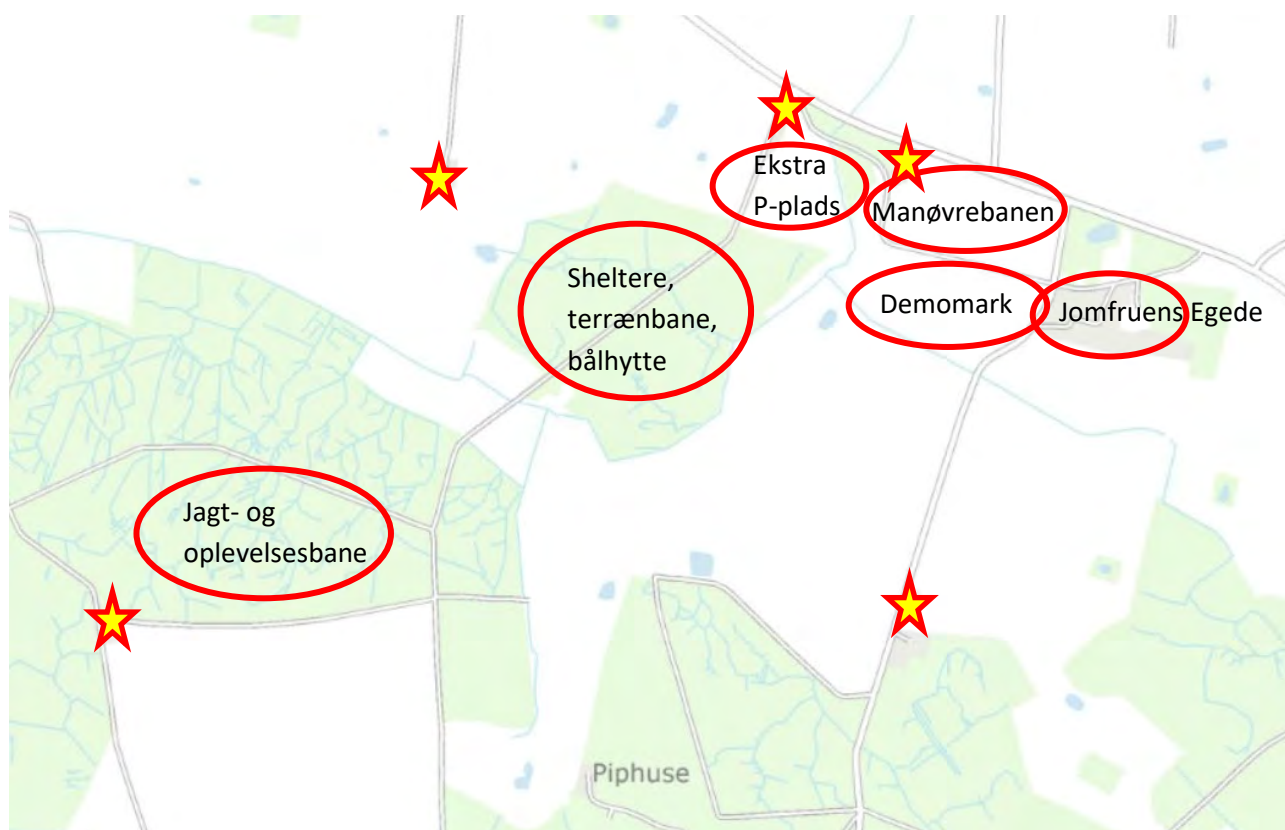 Ekstra
P-plads
Manøvrebanen
Sheltere,
terrænbane,
bålhytte
Demomark
Jomfruens Egede
Jagt- og
oplevelsesbane
Piphuse